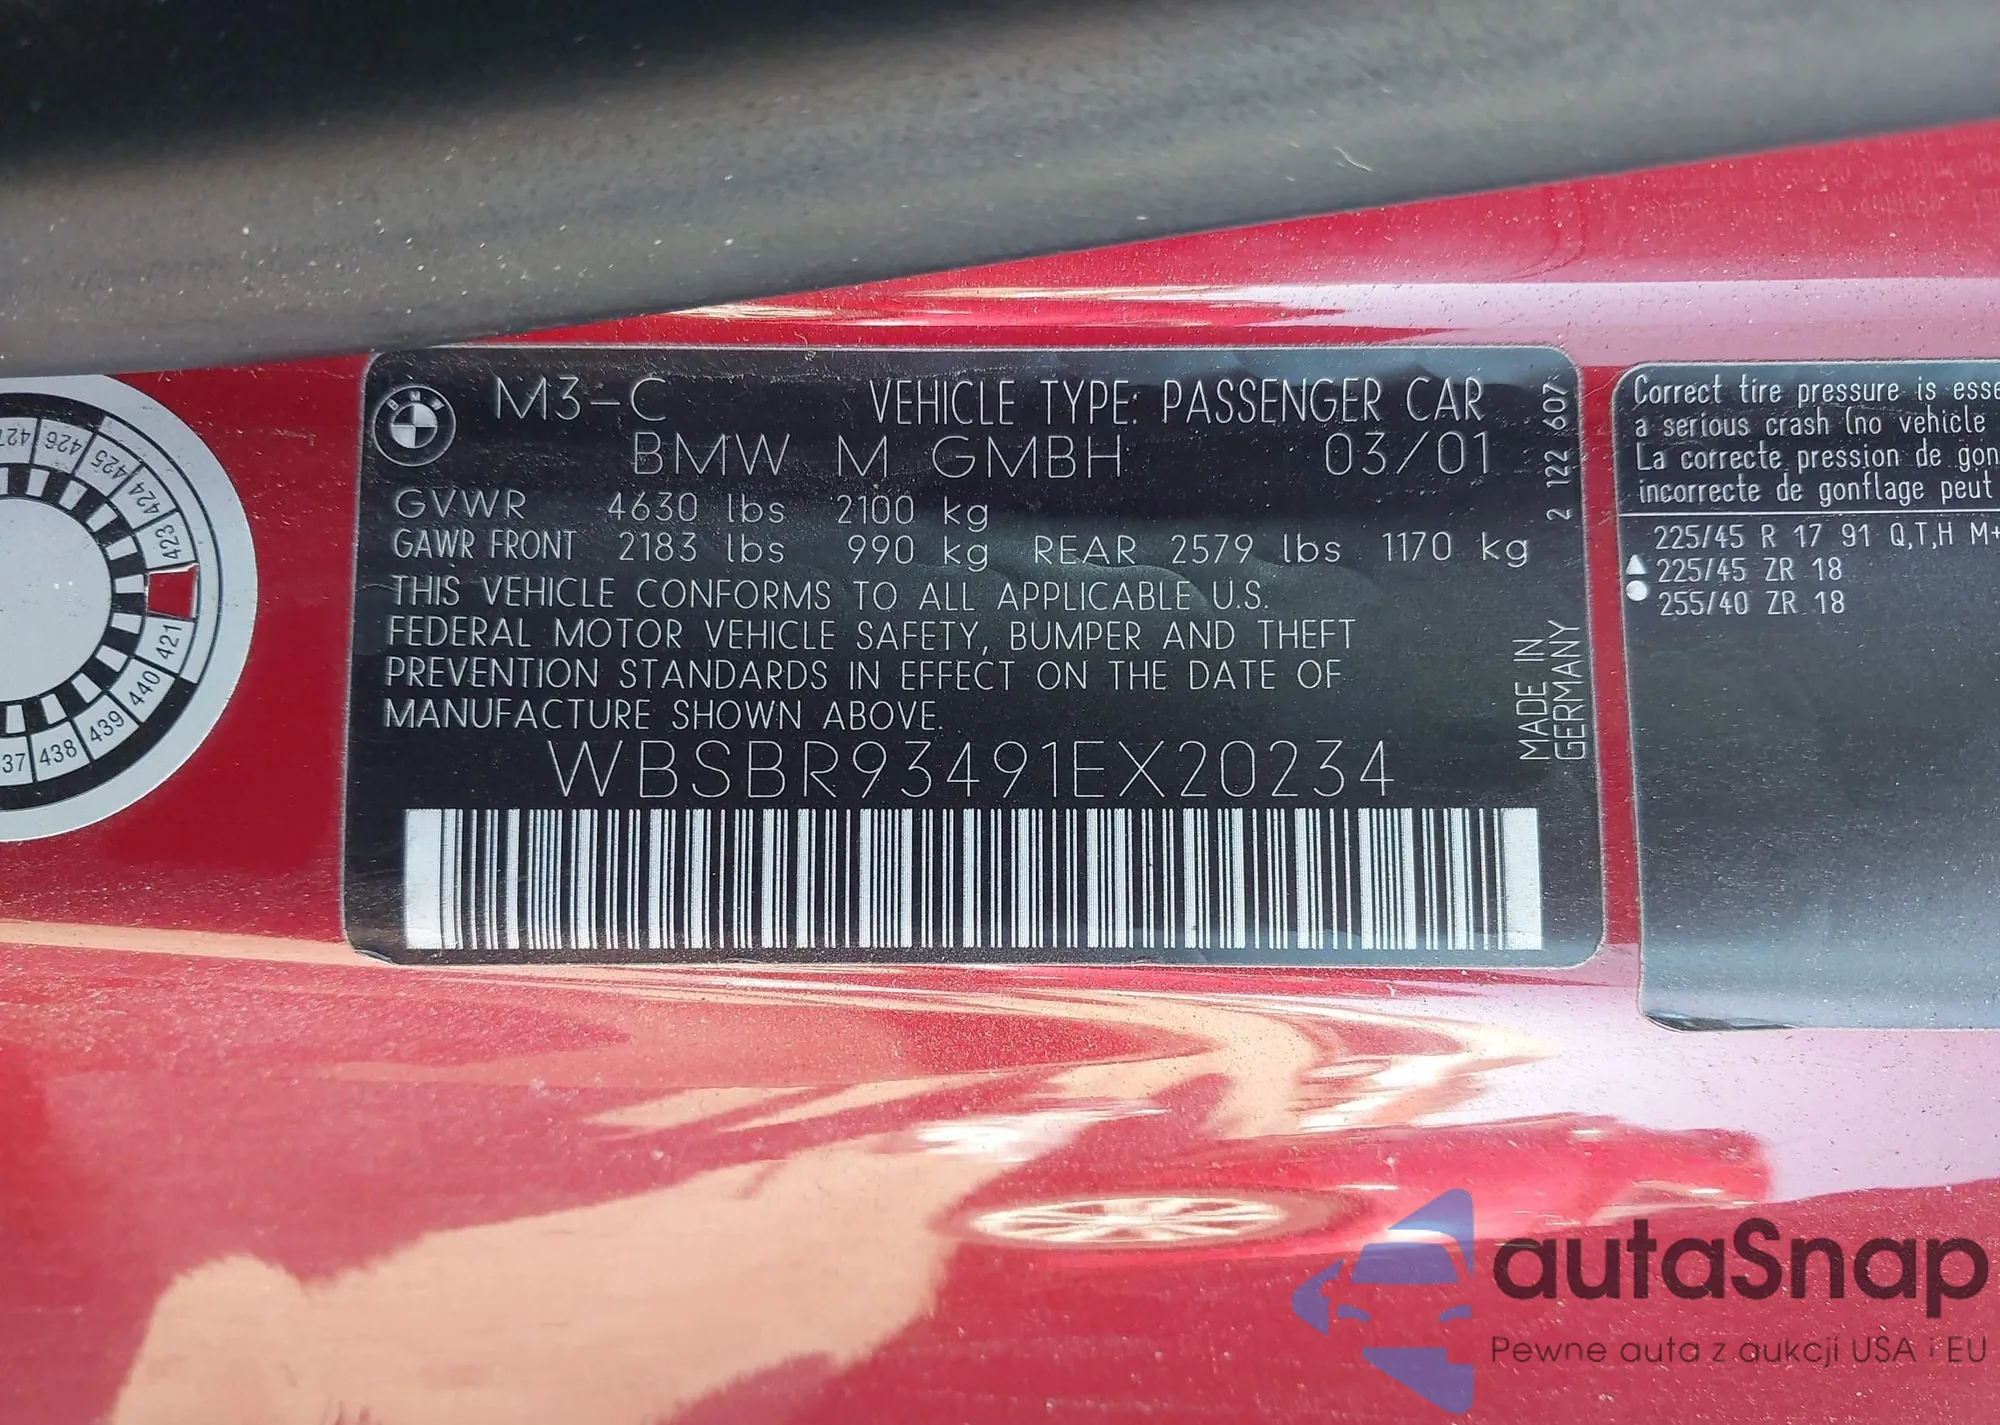 BMW
M3-C VEHICLE TYPE: PASSENGER CAR
BMW M GMBH 03/01
GVWR 4630 lbs 2100 kg
GAWR FRONT 2183 lbs 990 kg REAR 2579 lbs 1170 kg
THIS VEHICLE CONFORMS TO ALL APPLICABLE U.S.
FEDERAL MOTOR VEHICLE SAFETY, BUMPER AND THEFT
PREVENTION STANDARDS IN EFFECT ON THE DATE OF
MANUFACTURE SHOWN ABOVE.
WBSBR93491EX20234
2 122 607
MADE IN
GERMANY
426
425
424
423
421
440
439
438
37
Correct tire pressure is esse
a serious crash (no vehicle
La correcte pression de gon
incorrecte de gonflage peut
225/45 R 17 91 Q,T,H M+
225/45 ZR 18
255/40 ZR 18
autaSnap
Pewne auta z aukcji USA i EU